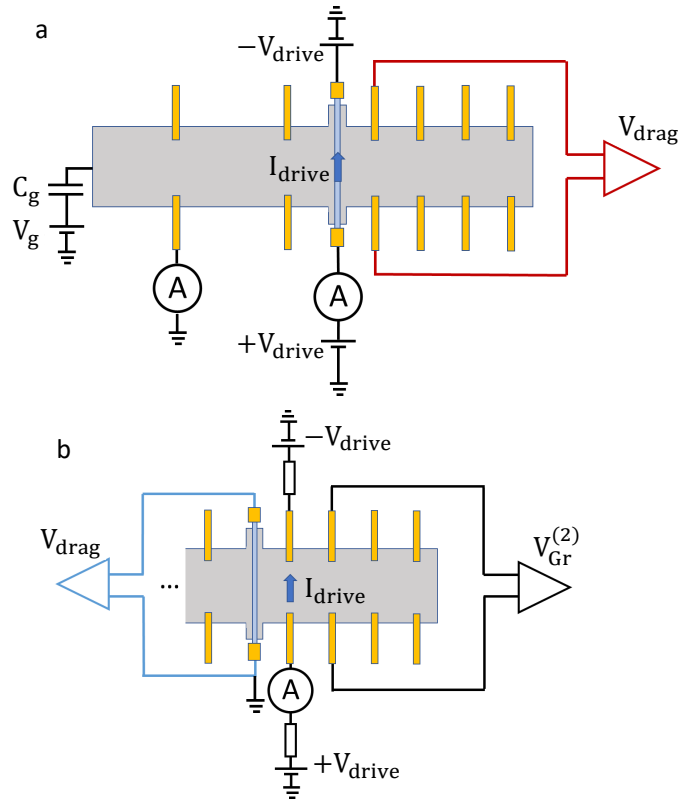 a
−V_drive
V_drag
I_drive
C_g
V_g
A
A
+V_drive
b
−V_drive
V_drag
V_Gr^(2)
...
I_drive
A
+V_drive